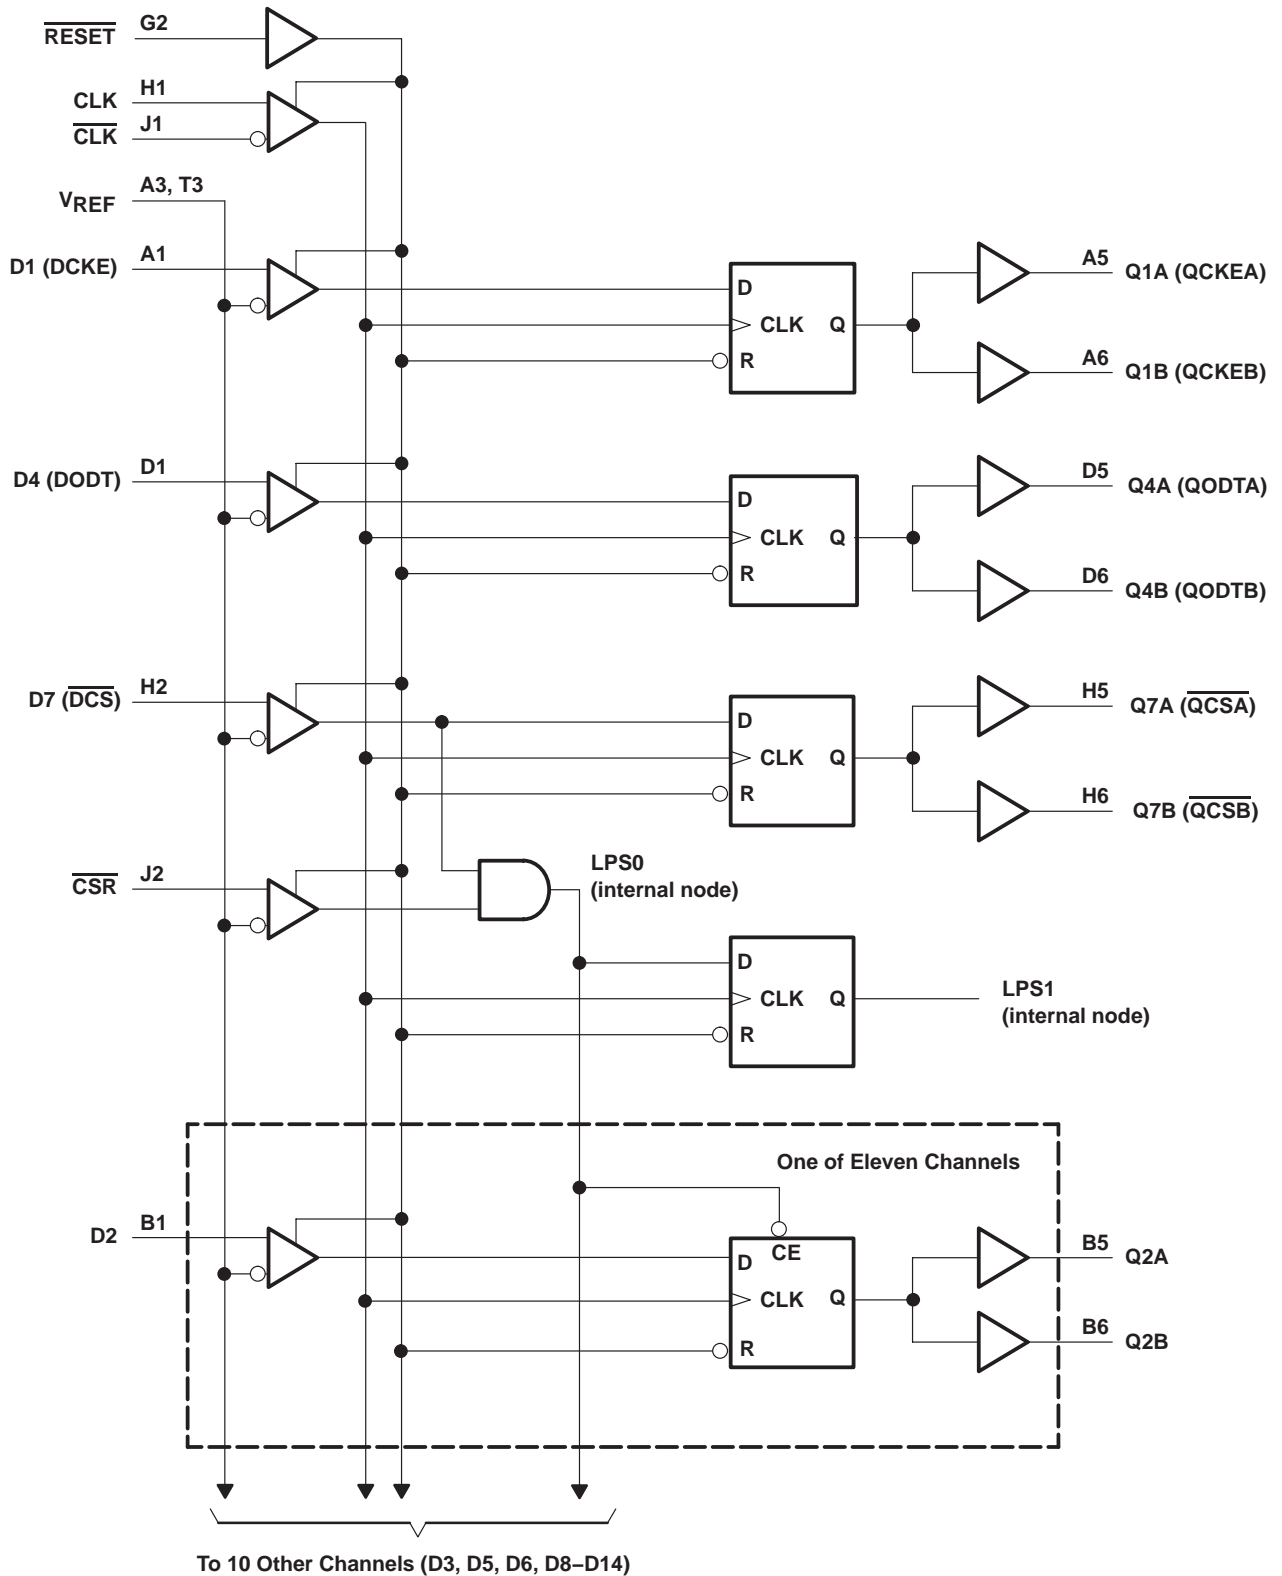 RESET G2
CLK H1
CLK J1
VREF A3, T3
D1 (DCKE) A1
D
CLK Q
R
A5 Q1A (QCKEA)
A6 Q1B (QCKEB)
D4 (DODT) D1
D
CLK Q
R
D5 Q4A (QODTA)
D6 Q4B (QODTB)
D7 (DCS) H2
D
CLK Q
R
H5 Q7A (QCSA)
H6 Q7B (QCSB)
CSR J2
LPS0
(internal node)
D
CLK Q
R
LPS1
(internal node)
One of Eleven Channels
D2 B1
CE
D
CLK Q
R
B5 Q2A
B6 Q2B
To 10 Other Channels (D3, D5, D6, D8–D14)